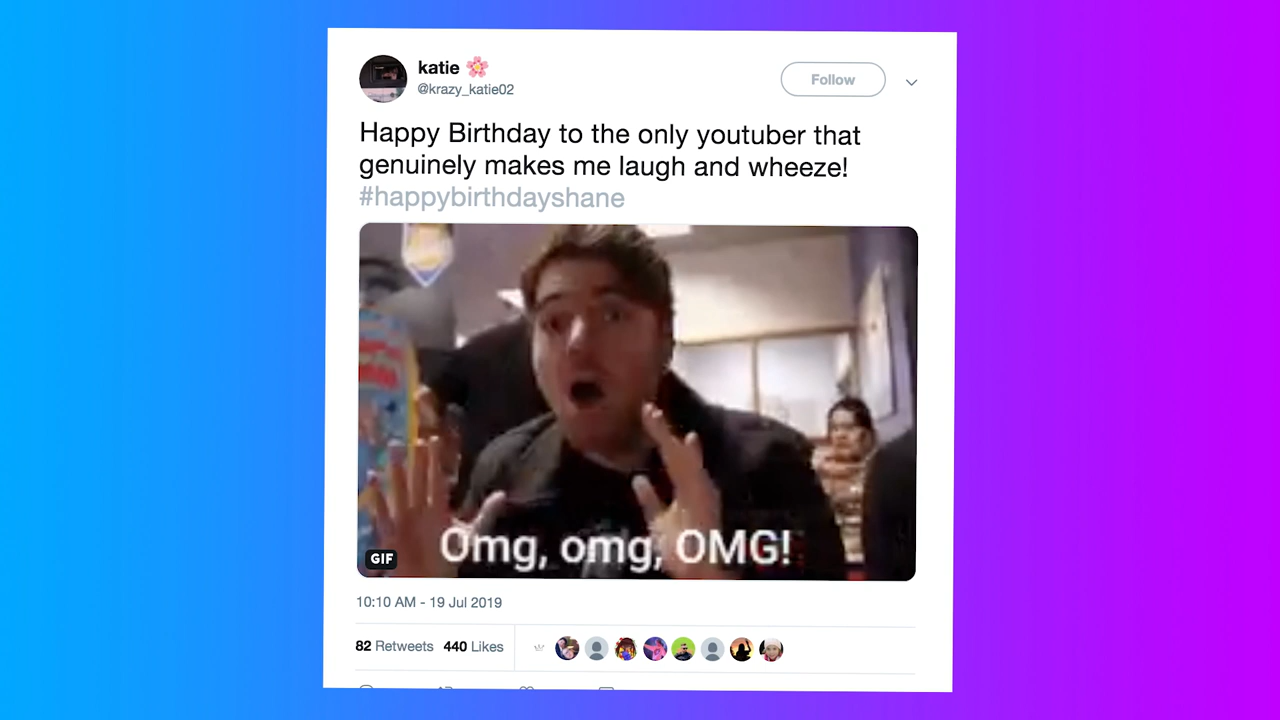 katie 🌸
@krazy_katie02
Follow
Happy Birthday to the only youtuber that
genuinely makes me laugh and wheeze!
#happybirthdayshane
Omg, omg, OMG!
GIF
10:10 AM - 19 Jul 2019
82 Retweets 440 Likes